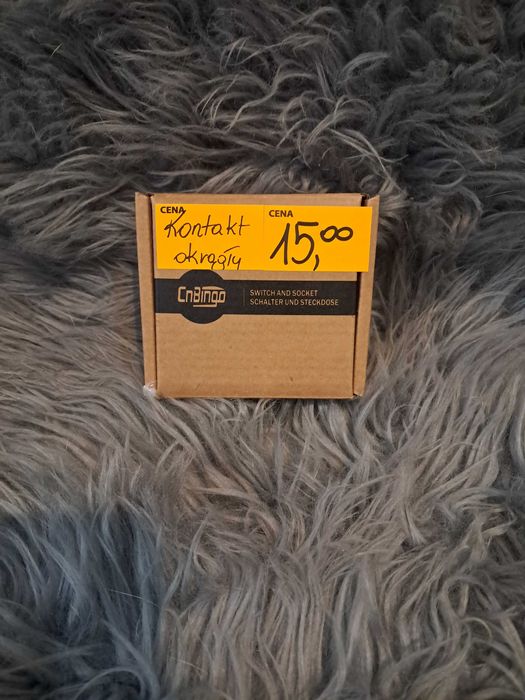 CENA
Kontakt
okrągły
CENA
15,00
CnBingo
SWITCH AND SOCKET
SCHALTER UND STECKDOSE